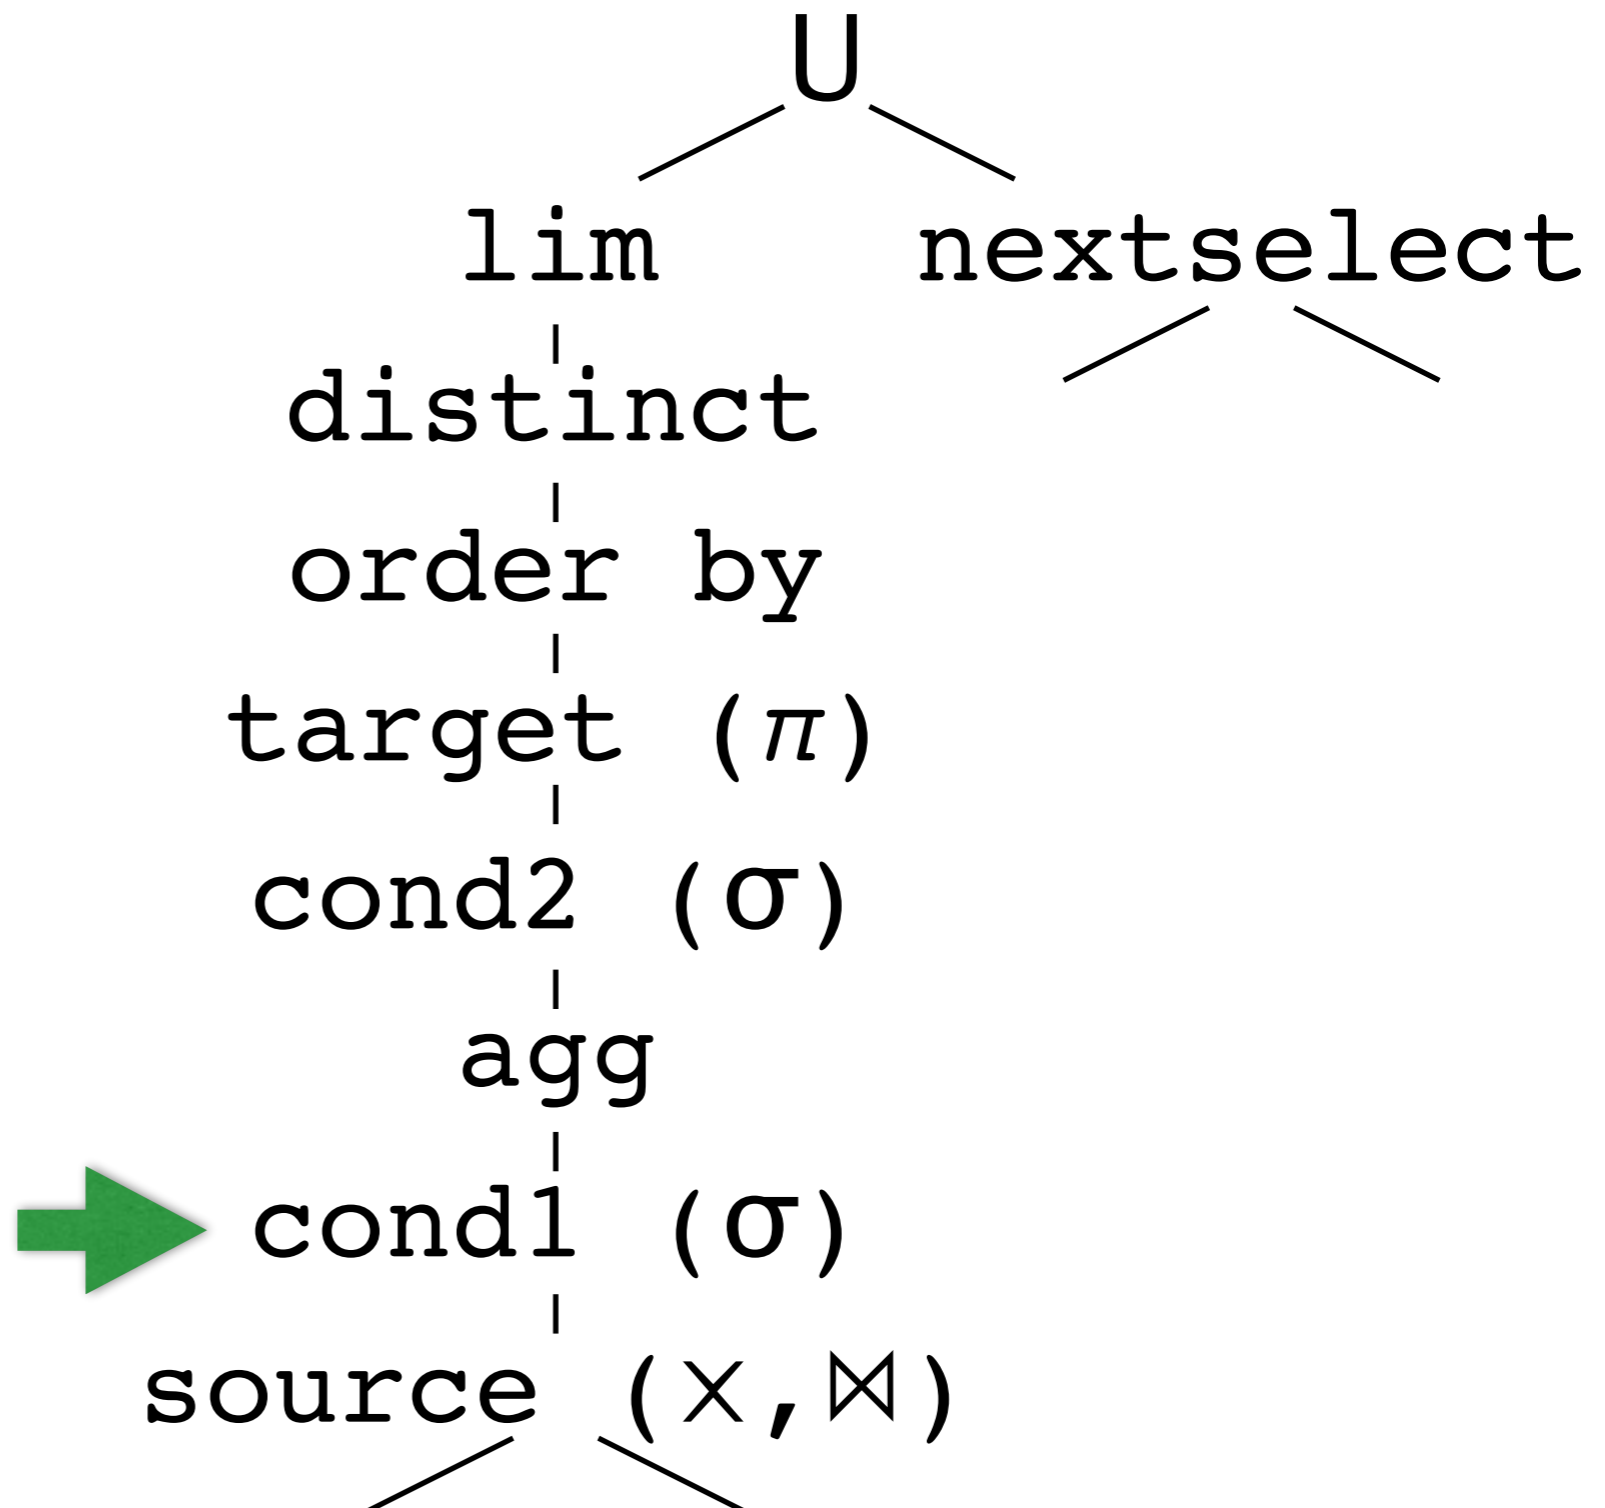 U
lim nextselect
distinct
order by
target (π)
cond2 (σ)
agg
cond1 (σ)
source (×,⋈)